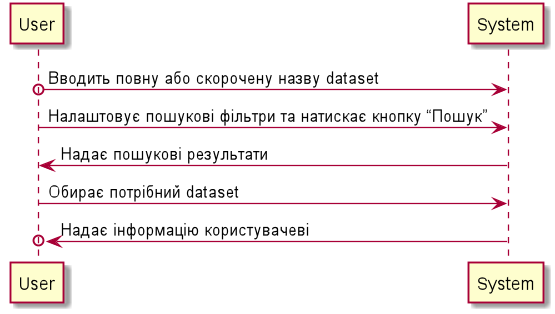 User System
Вводить повну або скорочену назву dataset
Налаштовує пошукові фільтри та натискає кнопку “Пошук”
Надає пошукові результати
Обирає потрібний dataset
Надає інформацію користувачеві
User System